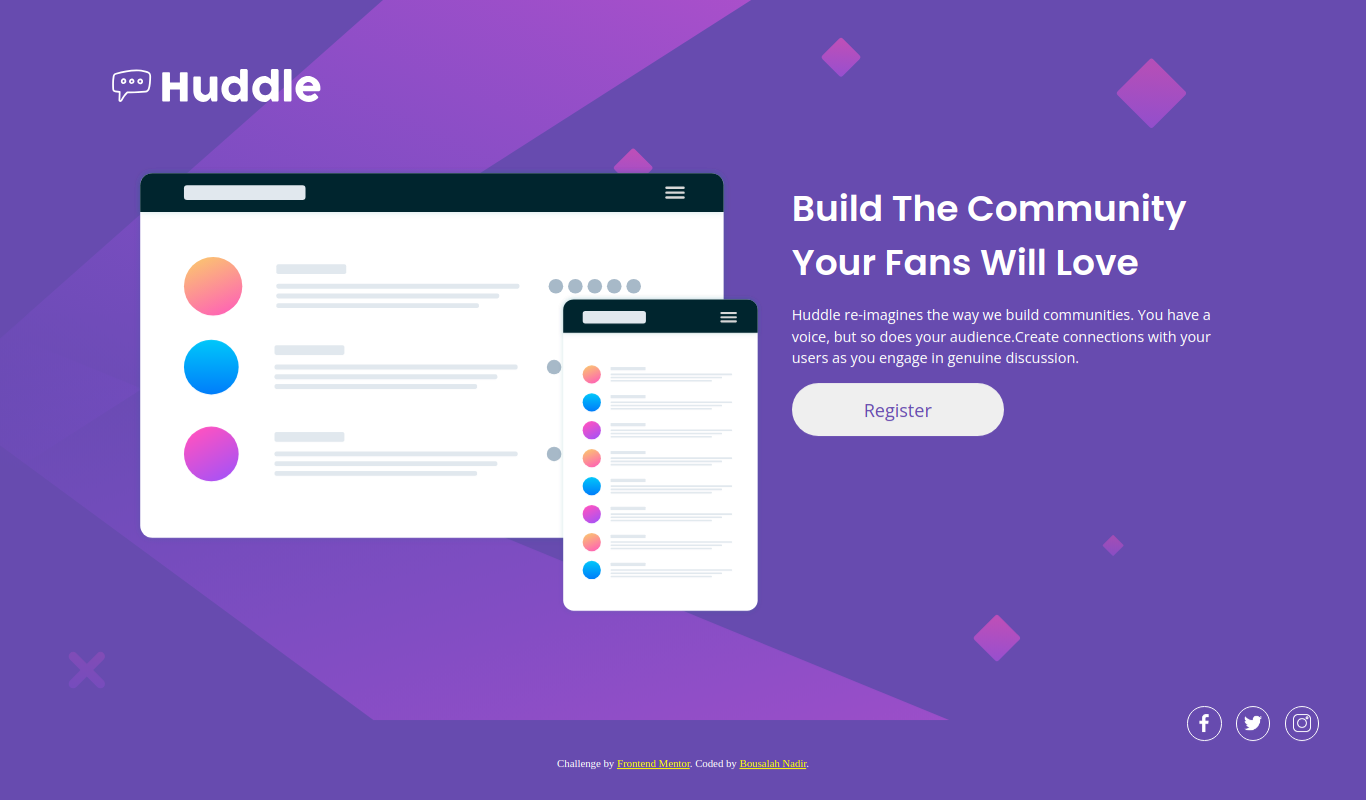 Huddle
Build The Community
Your Fans Will Love
Huddle re-imagines the way we build communities. You have a
voice, but so does your audience.Create connections with your
users as you engage in genuine discussion.
Register
Challenge by Frontend Mentor. Coded by Bousalah Nadir.